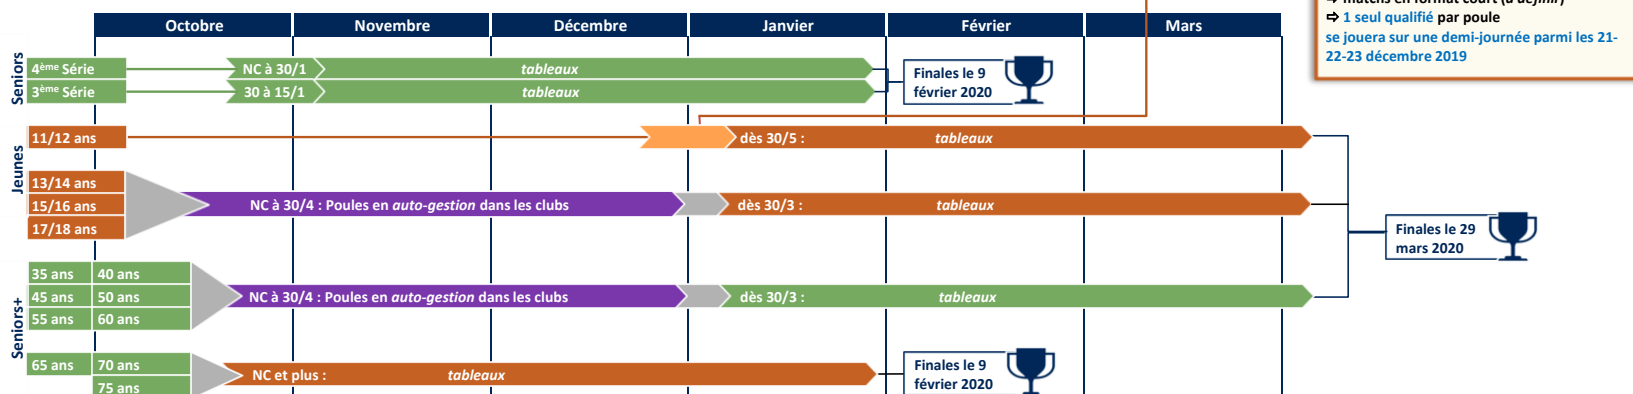 ⇨ matchs en format court (à définir)
⇨ 1 seul qualifié par poule
se jouera sur une demi-journée parmi les 21-
22-23 décembre 2019
Octobre Novembre Décembre Janvier Février Mars
Seniors
4ème Série NC à 30/1 tableaux
3ème Série 30 à 15/1 tableaux
Finales le 9
février 2020
Jeunes
11/12 ans dès 30/5 : tableaux
13/14 ans
15/16 ans NC à 30/4 : Poules en auto-gestion dans les clubs dès 30/3 : tableaux
17/18 ans
Finales le 29
mars 2020
Seniors+
35 ans 40 ans
45 ans 50 ans NC à 30/4 : Poules en auto-gestion dans les clubs dès 30/3 : tableaux
55 ans 60 ans
65 ans 70 ans
NC et plus : tableaux
75 ans
Finales le 9
février 2020